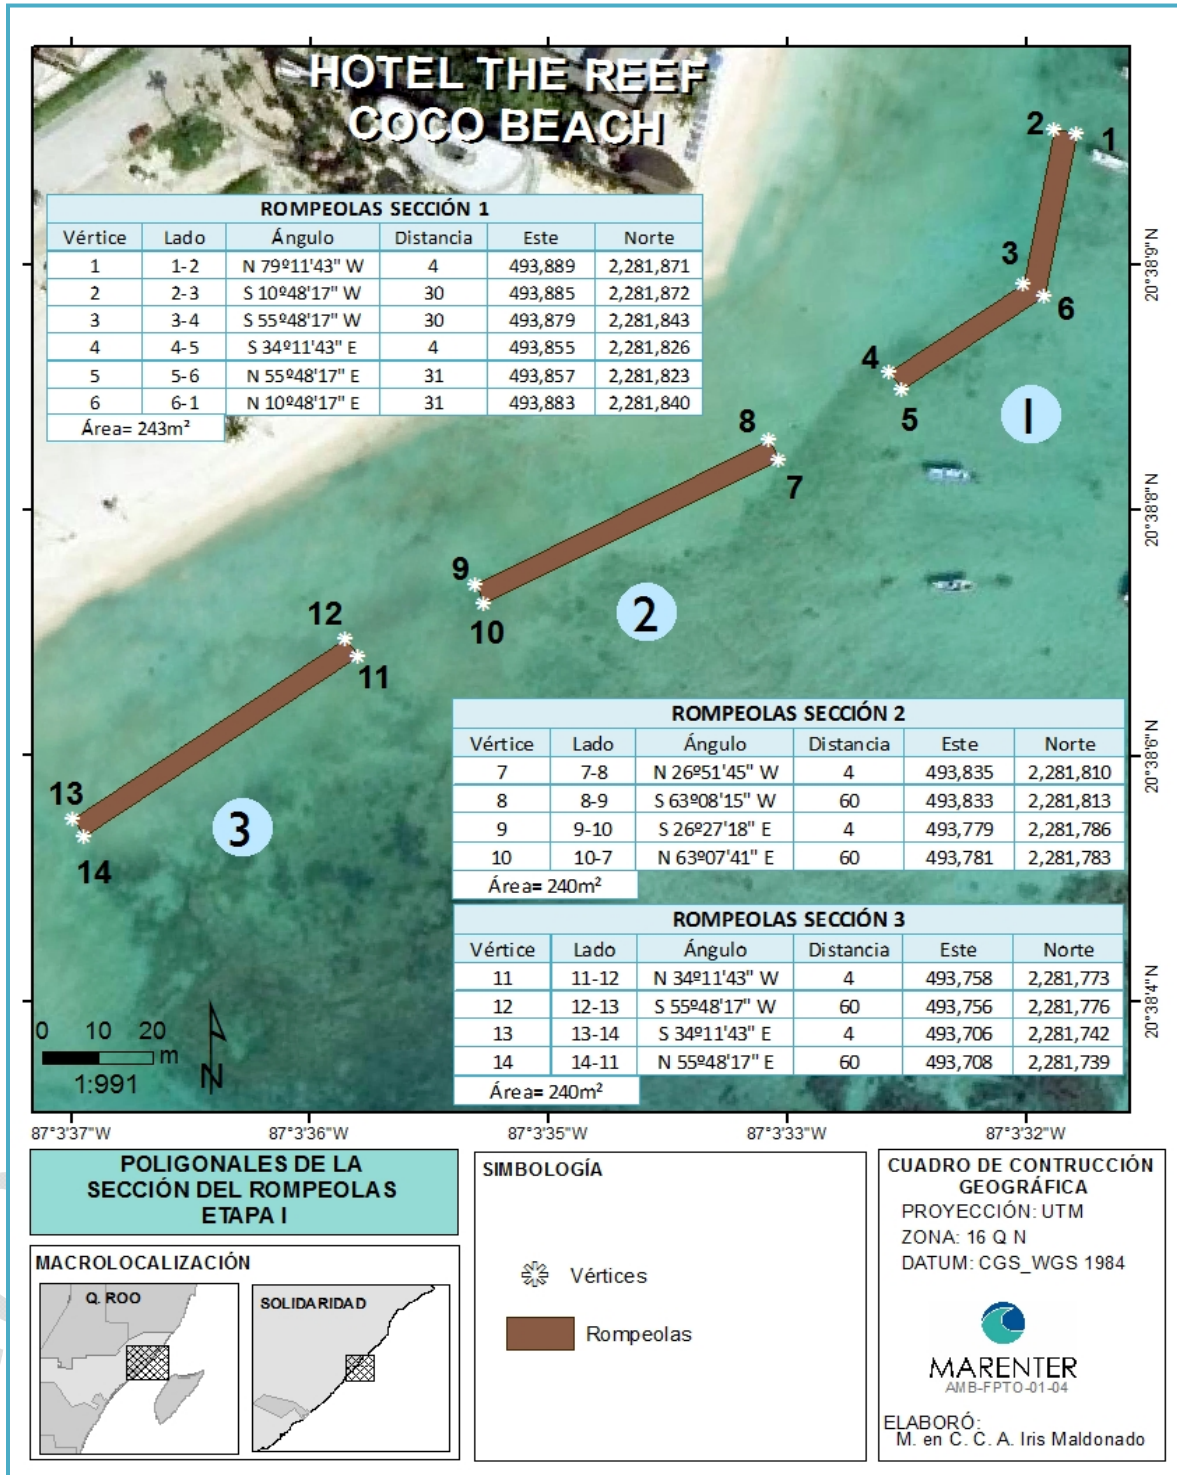 HOTEL THE REEF
COCO BEACH
2
1
3
6
4
5
1
8
7
9
10
2
12
11
13
14
3
ROMPEOLAS SECCIÓN 1
Vértice Lado Ángulo Distancia Este Norte
1 1-2 N 79º11'43" W 4 493,889 2,281,871
2 2-3 S 10º48'17" W 30 493,885 2,281,872
3 3-4 S 55º48'17" W 30 493,879 2,281,843
4 4-5 S 34º11'43" E 4 493,855 2,281,826
5 5-6 N 55º48'17" E 31 493,857 2,281,823
6 6-1 N 10º48'17" E 31 493,883 2,281,840
Área= 243m²
ROMPEOLAS SECCIÓN 2
Vértice Lado Ángulo Distancia Este Norte
7 7-8 N 26º51'45" W 4 493,835 2,281,810
8 8-9 S 63º08'15" W 60 493,833 2,281,813
9 9-10 S 26º27'18" E 4 493,779 2,281,786
10 10-7 N 63º07'41" E 60 493,781 2,281,783
Área= 240m²
ROMPEOLAS SECCIÓN 3
Vértice Lado Ángulo Distancia Este Norte
11 11-12 N 34º11'43" W 4 493,758 2,281,773
12 12-13 S 55º48'17" W 60 493,756 2,281,776
13 13-14 S 34º11'43" E 4 493,706 2,281,742
14 14-11 N 55º48'17" E 60 493,708 2,281,739
Área= 240m²
20°38'9"N
20°38'8"N
20°38'6"N
20°38'4"N
0 10 20
m
1:991
N
87°3'37"W 87°3'36"W 87°3'35"W 87°3'33"W 87°3'32"W
POLIGONALES DE LA
SECCIÓN DEL ROMPEOLAS
ETAPA I
MACROLOCALIZACIÓN
Q. ROO
SOLIDARIDAD
SIMBOLOGÍA
Vértices
Rompeolas
CUADRO DE CONTRUCCIÓN
GEOGRÁFICA
PROYECCIÓN: UTM
ZONA: 16 Q N
DATUM: CGS_WGS 1984
MARENTER
AMB-FPTO-01-04
ELABORÓ:
M. en C. C. A. Iris Maldonado